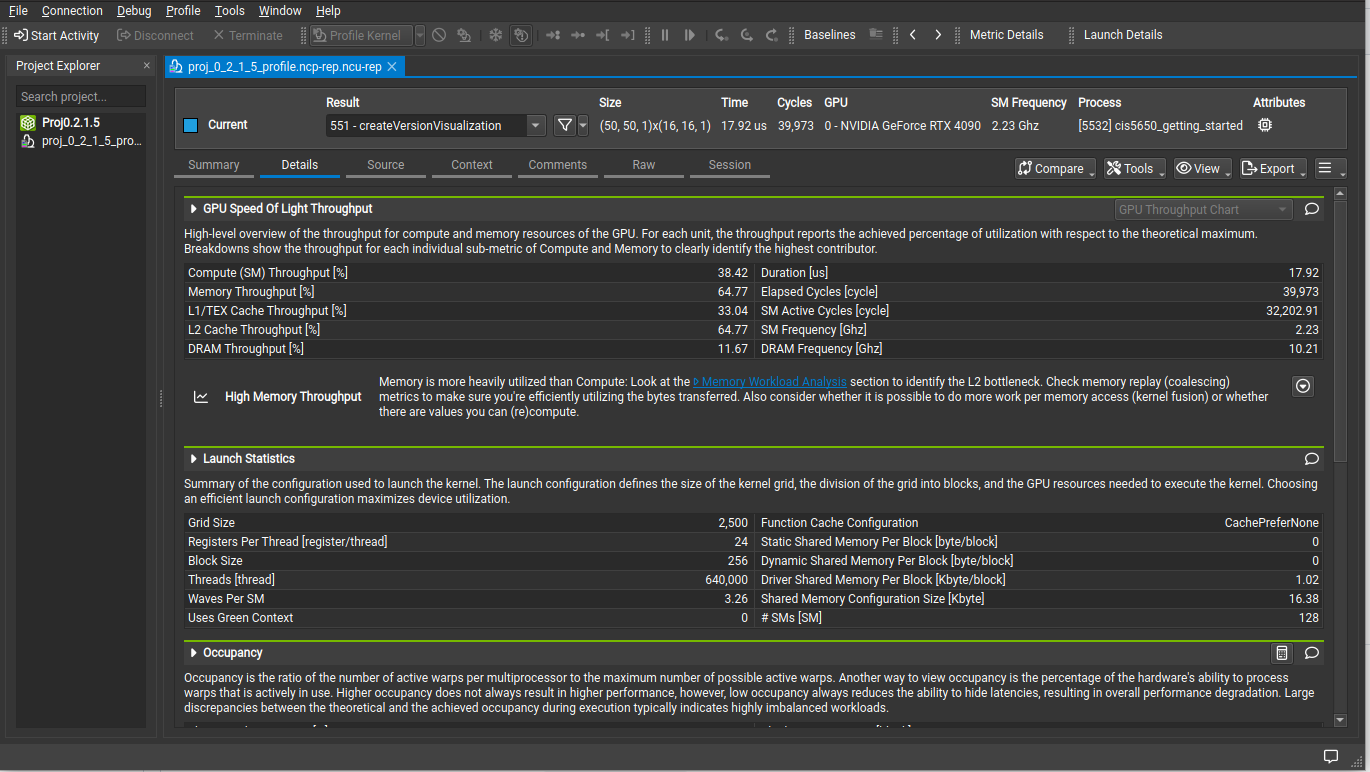 File Connection Debug Profile Tools Window Help
Start Activity Disconnect Terminate Profile Kernel Baselines Metric Details Launch Details
Project Explorer
proj_0_2_1_5_profile.ncp-rep.ncu-rep
Search project...
Proj0.2.1.5
proj_0_2_1_5_pro...
Result Size Time Cycles GPU SM Frequency Process Attributes
Current 551 - createVersionVisualization (50, 50, 1)x(16, 16, 1) 17.92 us 39,973 0 - NVIDIA GeForce RTX 4090 2.23 Ghz [5532] cis5650_getting_started
Summary Details Source Context Comments Raw Session Compare Tools View Export
GPU Speed Of Light Throughput GPU Throughput Chart
High-level overview of the throughput for compute and memory resources of the GPU. For each unit, the throughput reports the achieved percentage of utilization with respect to the theoretical maximum.
Breakdowns show the throughput for each individual sub-metric of Compute and Memory to clearly identify the highest contributor.
Compute (SM) Throughput [%] 38.42 Duration [us] 17.92
Memory Throughput [%] 64.77 Elapsed Cycles [cycle] 39,973
L1/TEX Cache Throughput [%] 33.04 SM Active Cycles [cycle] 32,202.91
L2 Cache Throughput [%] 64.77 SM Frequency [Ghz] 2.23
DRAM Throughput [%] 11.67 DRAM Frequency [Ghz] 10.21
High Memory Throughput
Memory is more heavily utilized than Compute: Look at the Memory Workload Analysis section to identify the L2 bottleneck. Check memory replay (coalescing)
metrics to make sure you're efficiently utilizing the bytes transferred. Also consider whether it is possible to do more work per memory access (kernel fusion) or whether
there are values you can (re)compute.
Launch Statistics
Summary of the configuration used to launch the kernel. The launch configuration defines the size of the kernel grid, the division of the grid into blocks, and the GPU resources needed to execute the kernel. Choosing
an efficient launch configuration maximizes device utilization.
Grid Size 2,500 Function Cache Configuration CachePreferNone
Registers Per Thread [register/thread] 24 Static Shared Memory Per Block [byte/block] 0
Block Size 256 Dynamic Shared Memory Per Block [byte/block] 0
Threads [thread] 640,000 Driver Shared Memory Per Block [Kbyte/block] 1.02
Waves Per SM 3.26 Shared Memory Configuration Size [Kbyte] 16.38
Uses Green Context 0 # SMs [SM] 128
Occupancy
Occupancy is the ratio of the number of active warps per multiprocessor to the maximum number of possible active warps. Another way to view occupancy is the percentage of the hardware's ability to process
warps that is actively in use. Higher occupancy does not always result in higher performance, however, low occupancy always reduces the ability to hide latencies, resulting in overall performance degradation. Large
discrepancies between the theoretical and the achieved occupancy during execution typically indicates highly imbalanced workloads.